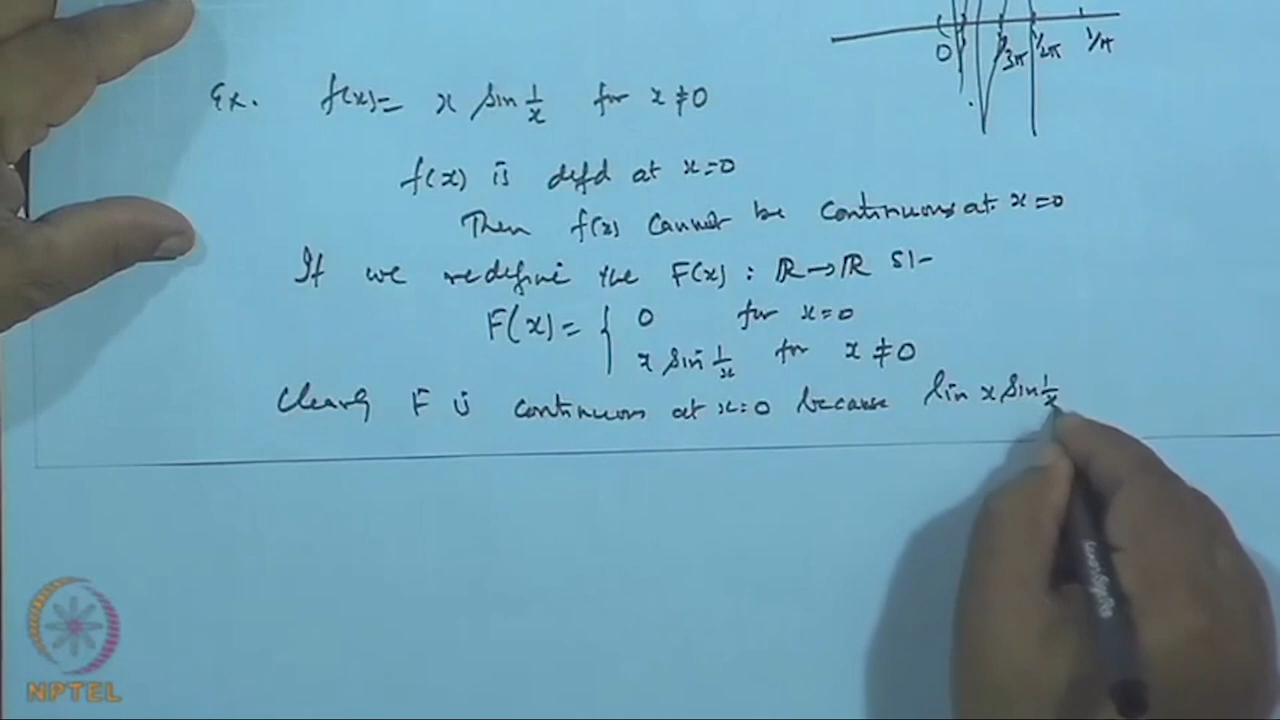 0 1/3π 1/2π 1/π
Ex. f(x) = x sin 1/x for x ≠ 0
f(x) is defd at x=0
Then f(x) cannot be continuous at x=0
If we redefine the F(x) : ℝ→ℝ st
F(x) = { 0 for x=0
x sin 1/x for x ≠ 0
Clearly F is continuous at x=0 because lim x sin 1/x
NPTEL